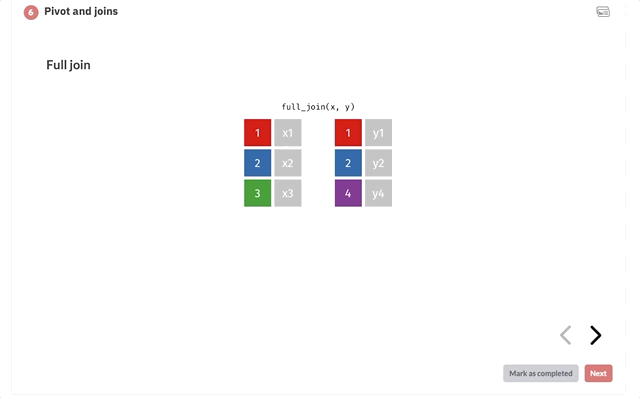 6 Pivot and joins
Full join
full_join(x, y)
1 x1 1 y1
2 x2 2 y2
3 x3 4 y4
Mark as completed Next